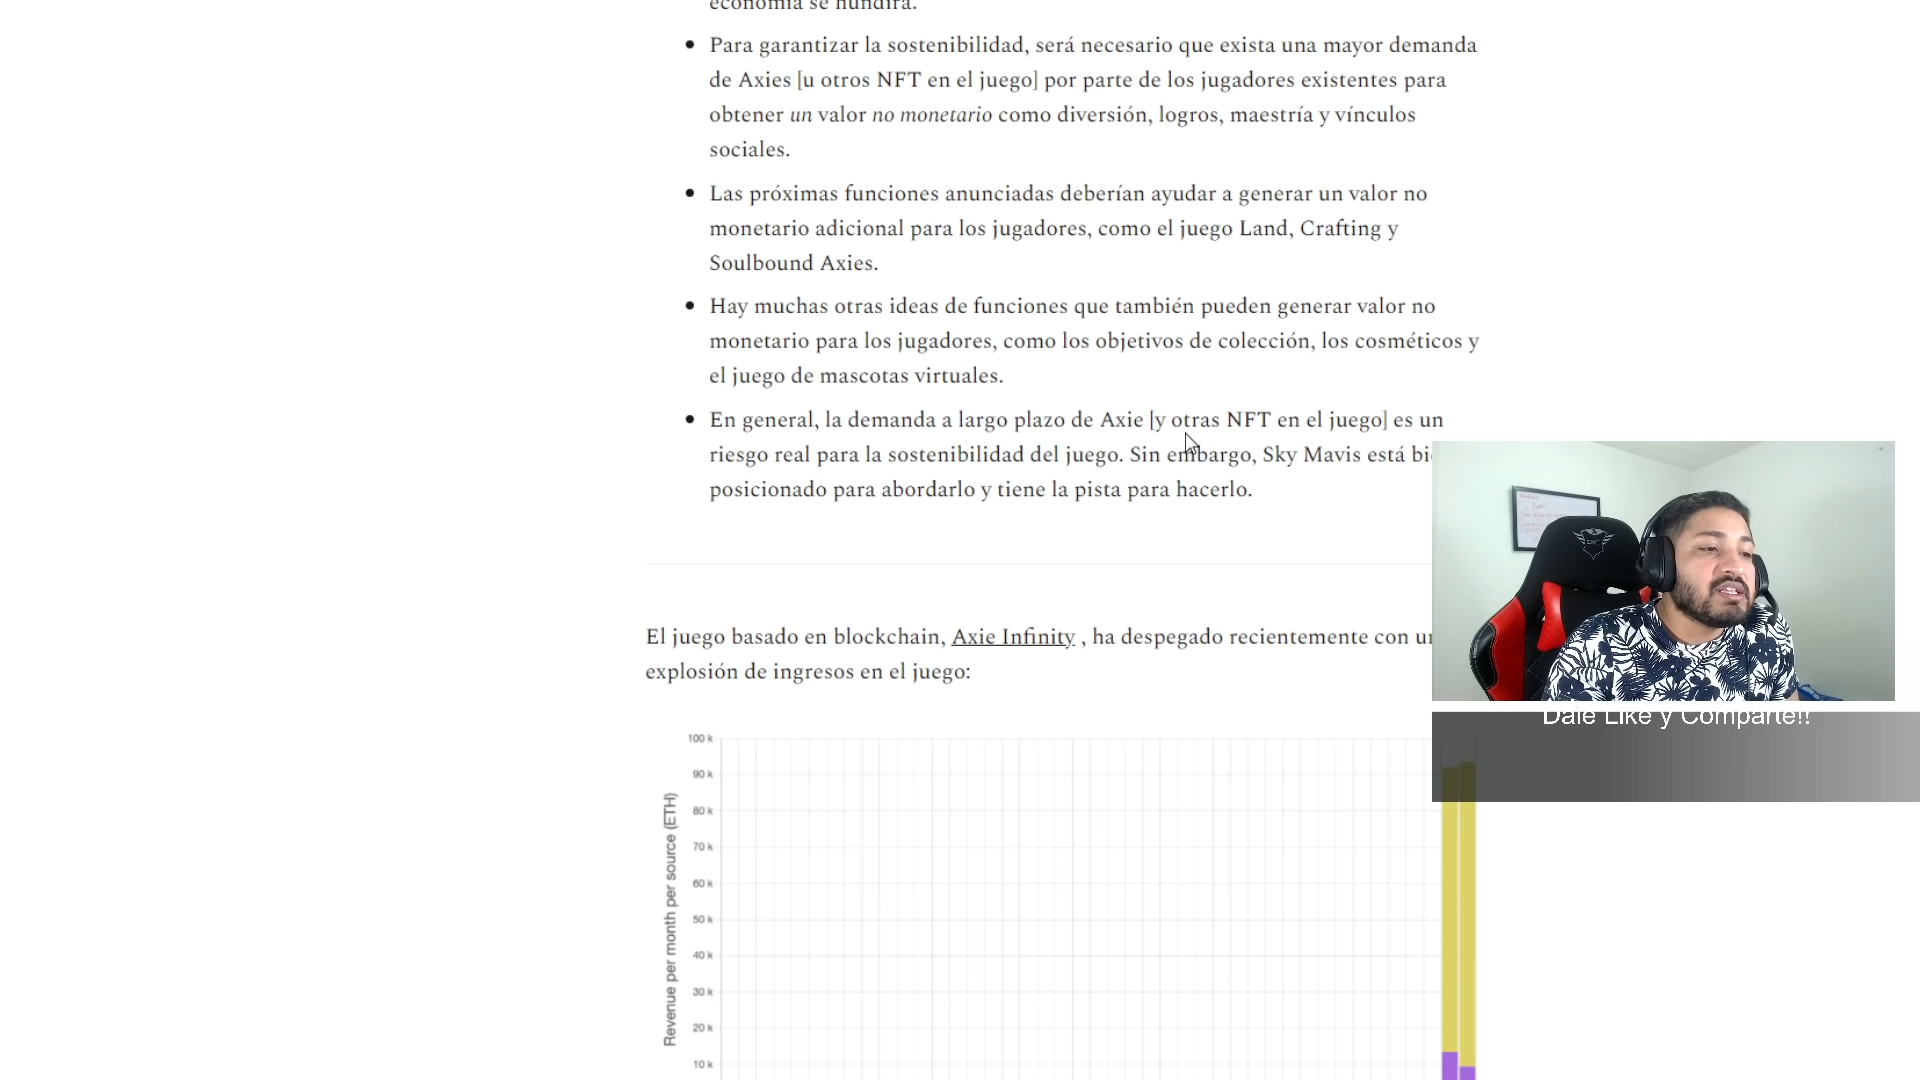 economía se hundirá.
Para garantizar la sostenibilidad, será necesario que exista una mayor demanda
de Axies [u otros NFT en el juego] por parte de los jugadores existentes para
obtener un valor no monetario como diversión, logros, maestría y vínculos
sociales.
Las próximas funciones anunciadas deberían ayudar a generar un valor no
monetario adicional para los jugadores, como el juego Land, Crafting y
Soulbound Axies.
Hay muchas otras ideas de funciones que también pueden generar valor no
monetario para los jugadores, como los objetivos de colección, los cosméticos y
el juego de mascotas virtuales.
En general, la demanda a largo plazo de Axie [y otras NFT en el juego] es un
riesgo real para la sostenibilidad del juego. Sin embargo, Sky Mavis está
posicionado para abordarlo y tiene la pista para hacerlo.
El juego basado en blockchain, Axie Infinity , ha despegado recientemente con
explosión de ingresos en el juego:
Dale Like y Comparte!!
Revenue per month per source (ETH)
100 k
90 k
80 k
70 k
60 k
50 k
40 k
30 k
20 k
10 k